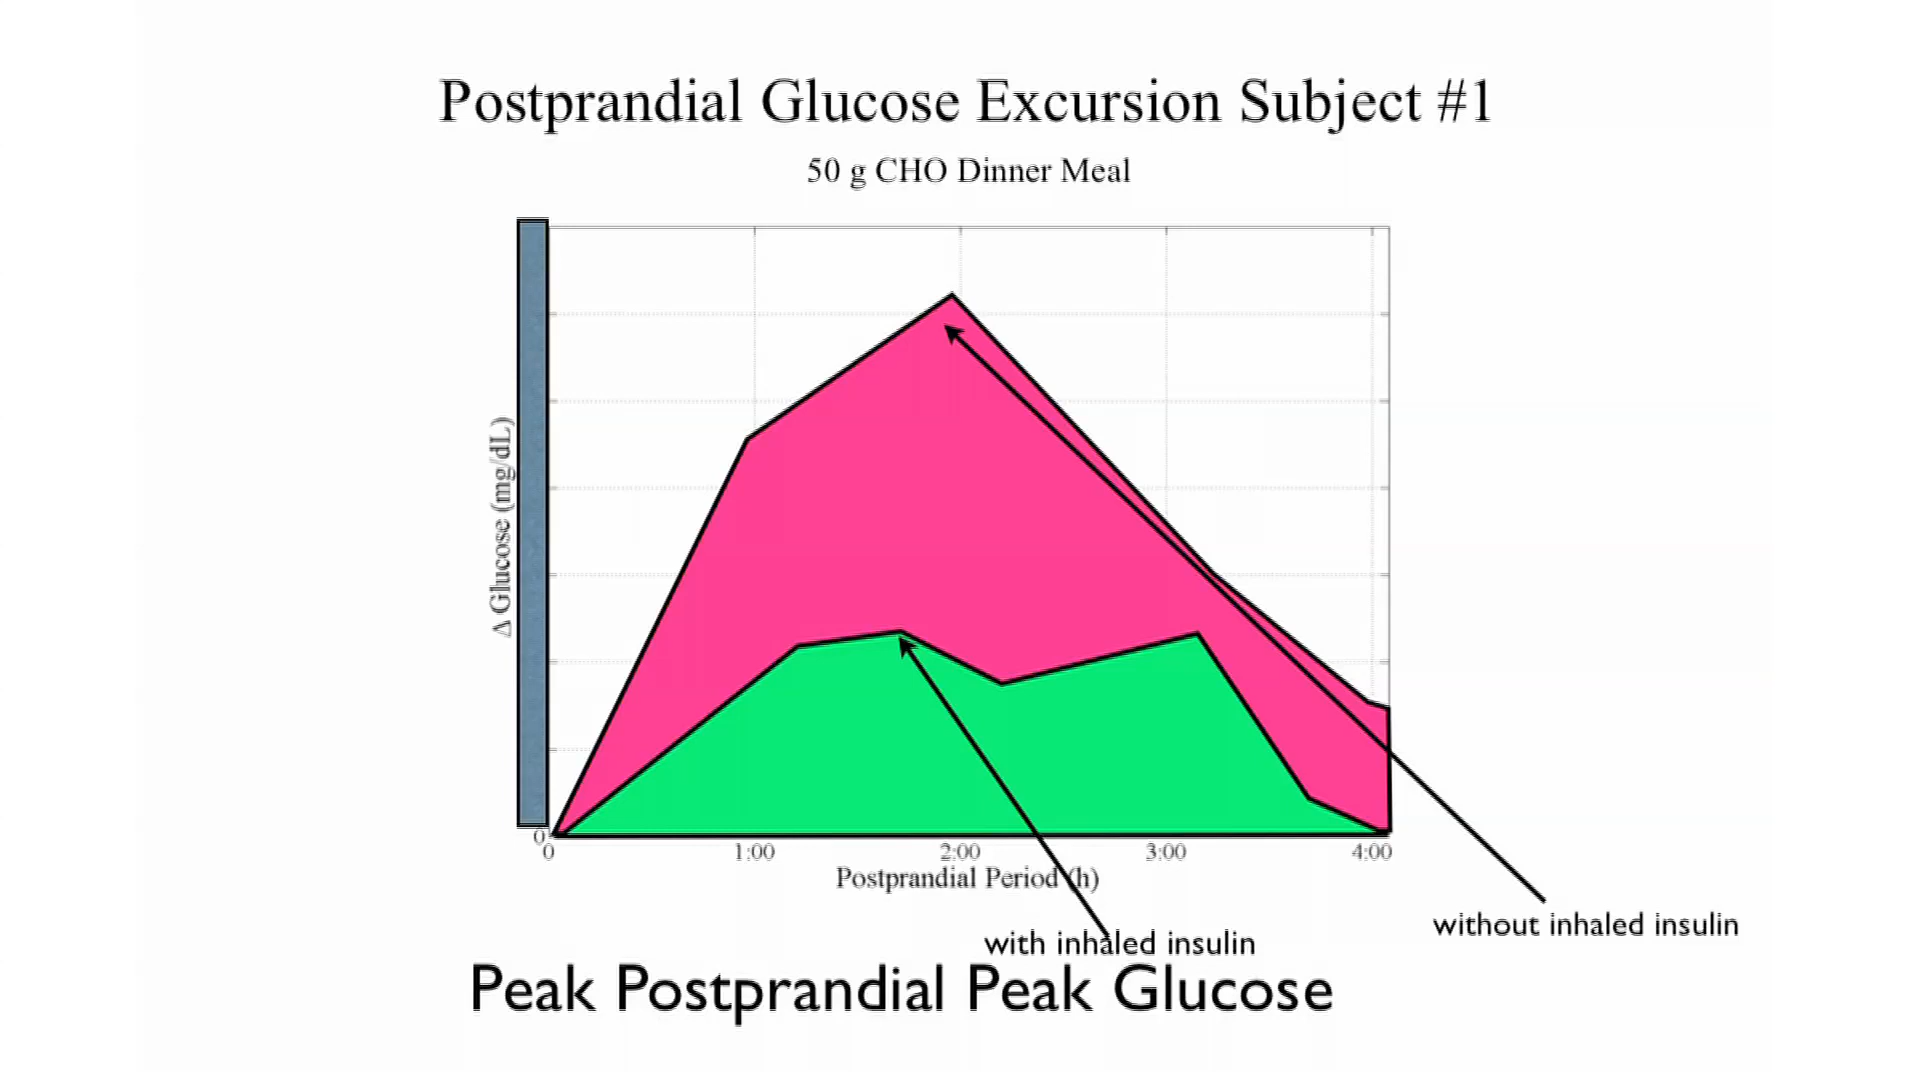 Postprandial Glucose Excursion Subject #1
50 g CHO Dinner Meal
Δ Glucose (mg/dL)
0
0 1:00 2:00 3:00 4:00
Postprandial Period (h)
without inhaled insulin
with inhaled insulin
Peak Postprandial Peak Glucose